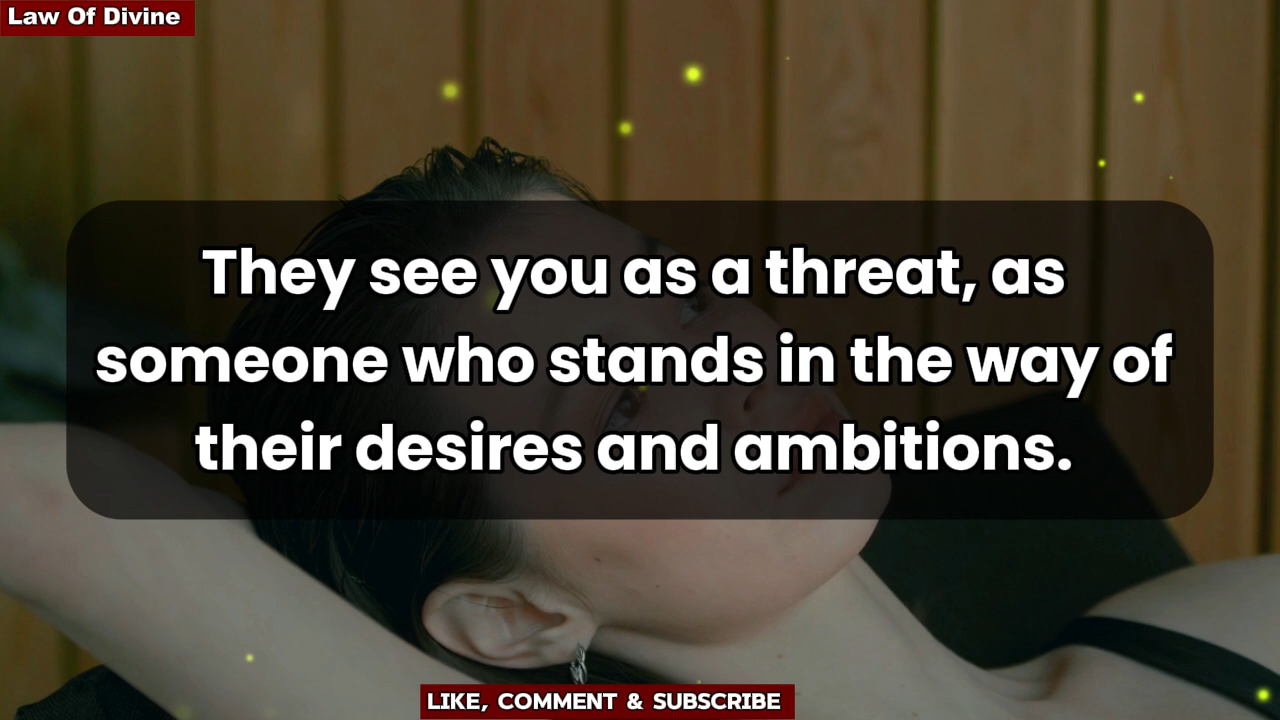 Law Of Divine
They see you as a threat, as
someone who stands in the way of
their desires and ambitions.
LIKE, COMMENT & SUBSCRIBE